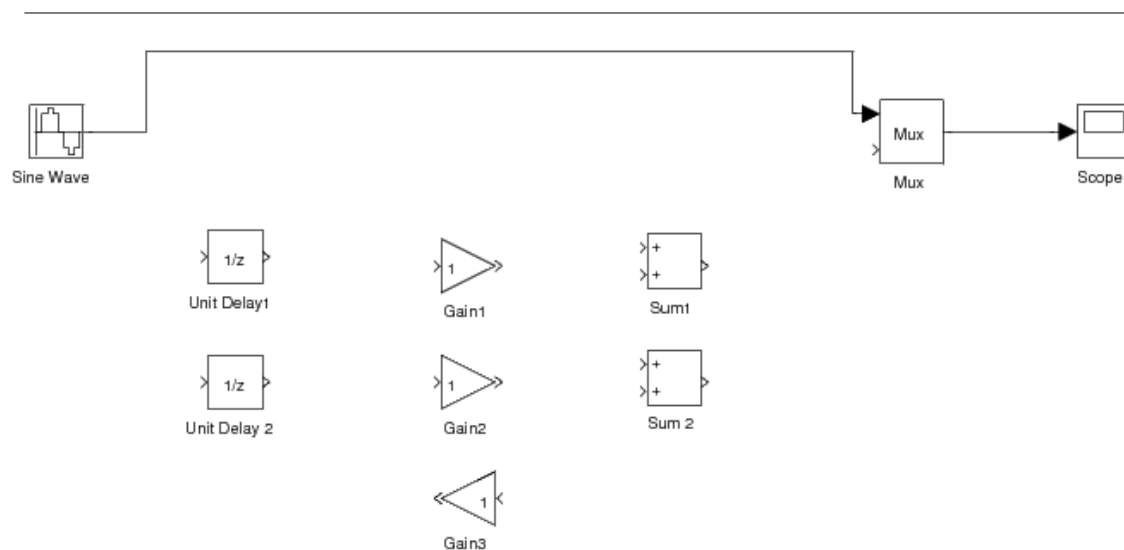 Mux
Sine Wave
Mux
Scope
1/z
1
+
+
Unit Delay1
Gain1
Sum1
1/z
1
+
+
Unit Delay 2
Gain2
Sum 2
1
Gain3